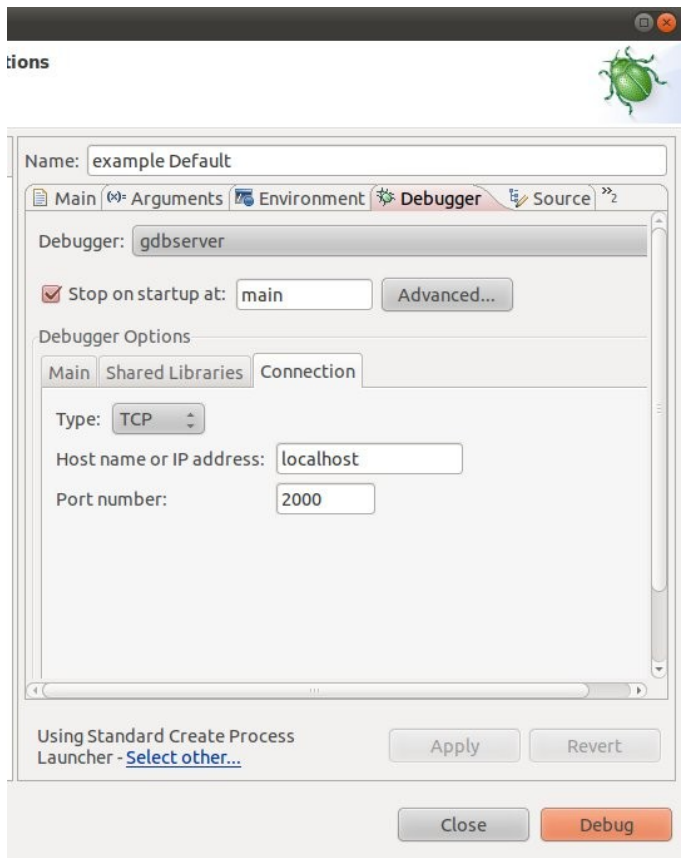 tions
Name: example Default
Main (x)= Arguments Environment Debugger Source »2
Debugger: gdbserver
Stop on startup at: main Advanced...
Debugger Options
Main Shared Libraries Connection
Type: TCP
Host name or IP address: localhost
Port number: 2000
Using Standard Create Process
Launcher - Select other...
Apply Revert
Close Debug